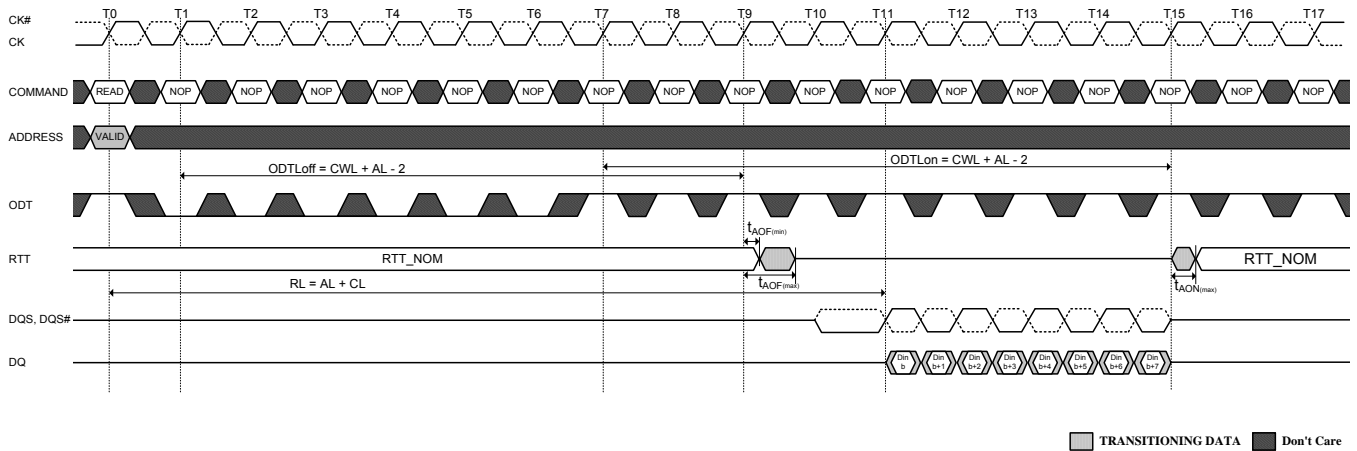 T0 T1 T2 T3 T4 T5 T6 T7 T8 T9 T10 T11 T12 T13 T14 T15 T16 T17
CK#
CK
COMMAND READ NOP NOP NOP NOP NOP NOP NOP NOP NOP NOP NOP NOP NOP NOP NOP NOP NOP
ADDRESS VALID
ODTLoff = CWL + AL - 2
ODTLon = CWL + AL - 2
ODT
tAOF(min)
RTT RTT_NOM RTT_NOM
tAOF(max)
tAON(max)
RL = AL + CL
DQS, DQS#
DQ
Din b
Din b+1
Din b+2
Din b+3
Din b+4
Din b+5
Din b+6
Din b+7
TRANSITIONING DATA Don't Care